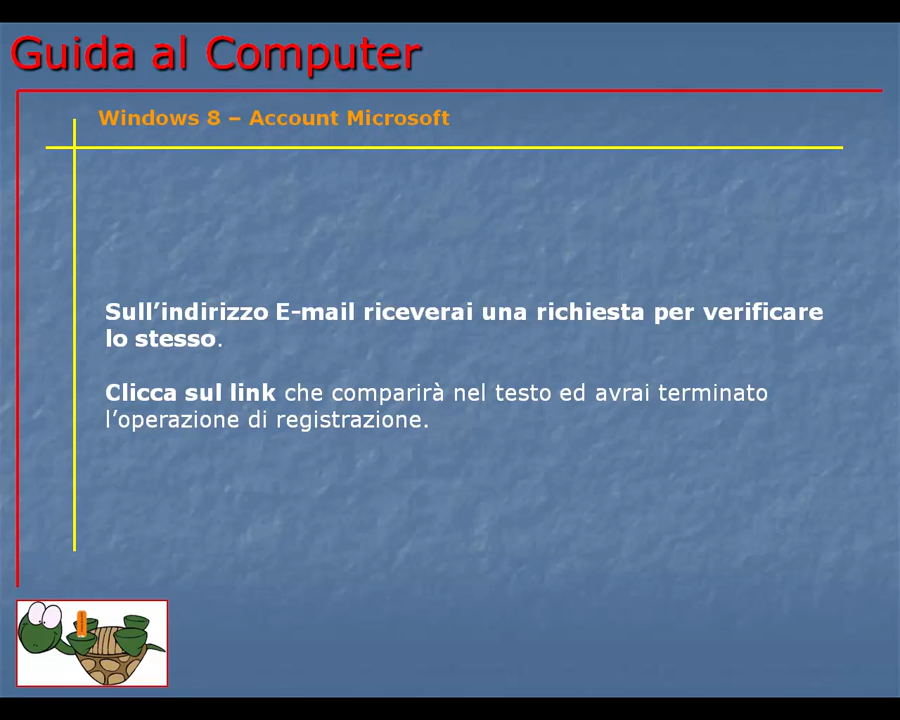 Guida al Computer
Windows 8 – Account Microsoft
Sull’indirizzo E-mail riceverai una richiesta per verificare
lo stesso.
Clicca sul link che comparirà nel testo ed avrai terminato
l’operazione di registrazione.